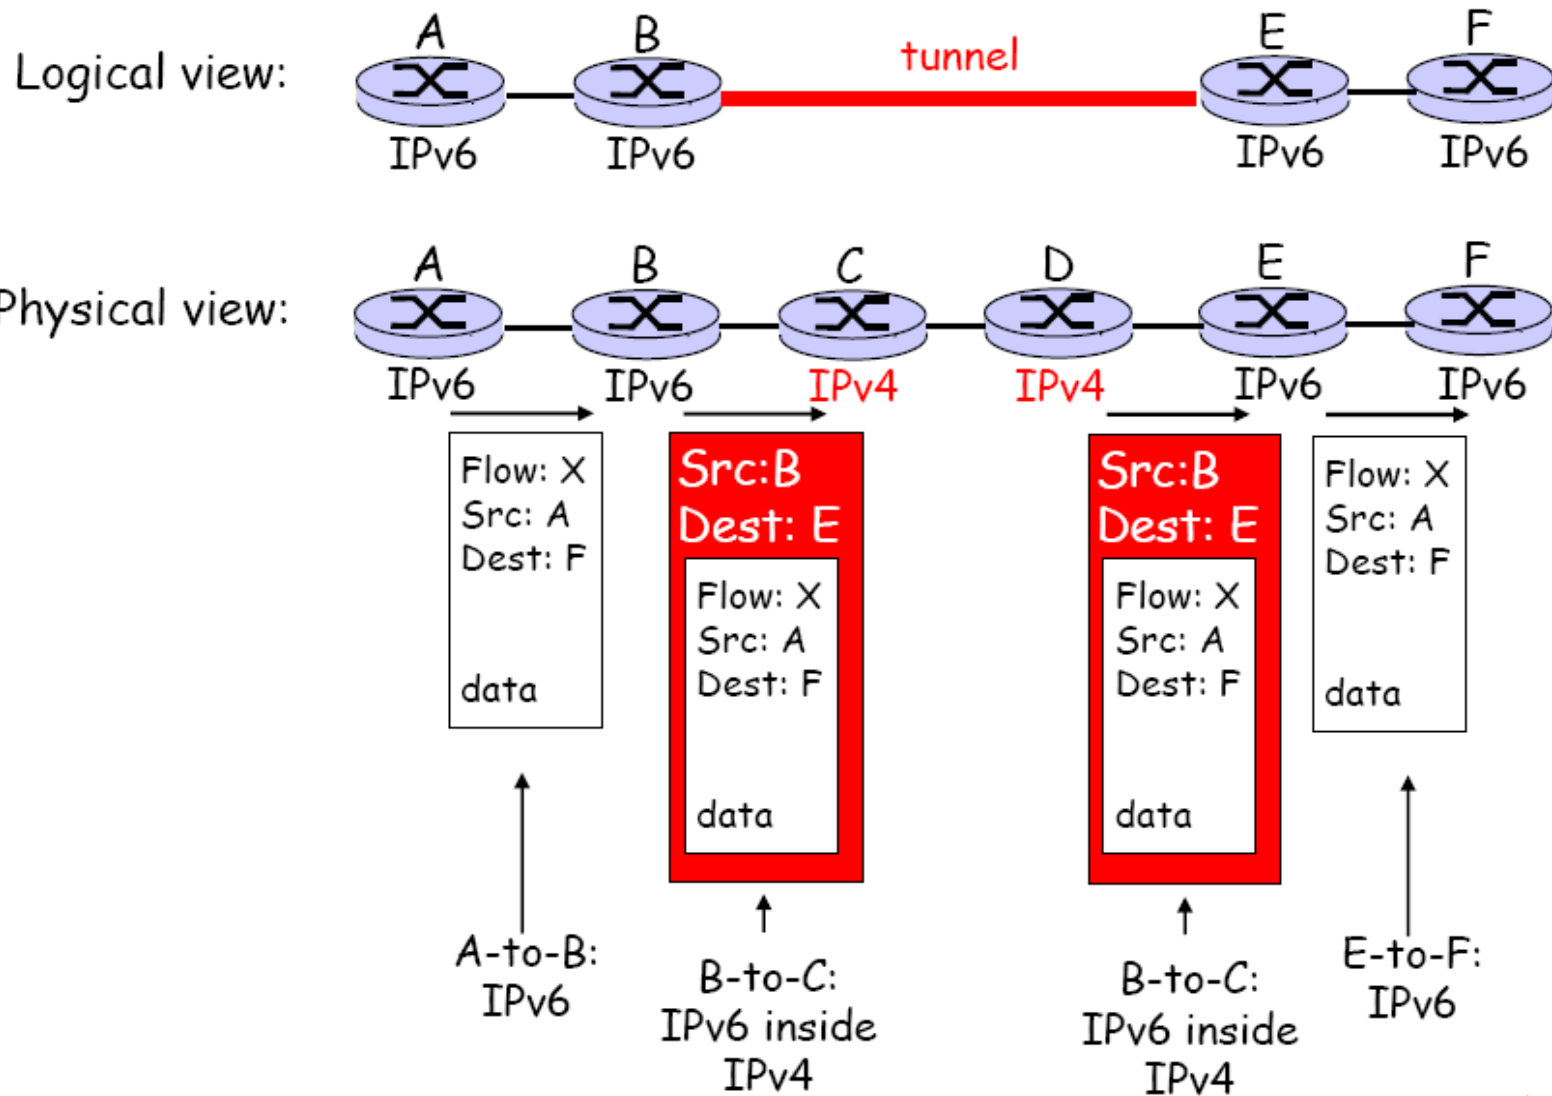 A B E F
Logical view: tunnel
IPv6 IPv6 IPv6 IPv6
A B C D E F
Physical view:
IPv6 IPv6 IPv4 IPv4 IPv6 IPv6
Flow: X
Src: A
Dest: F
data
Src:B
Dest: E
Flow: X
Src: A
Dest: F
data
Src:B
Dest: E
Flow: X
Src: A
Dest: F
data
Flow: X
Src: A
Dest: F
data
A-to-B:
IPv6
B-to-C:
IPv6 inside
IPv4
B-to-C:
IPv6 inside
IPv4
E-to-F:
IPv6